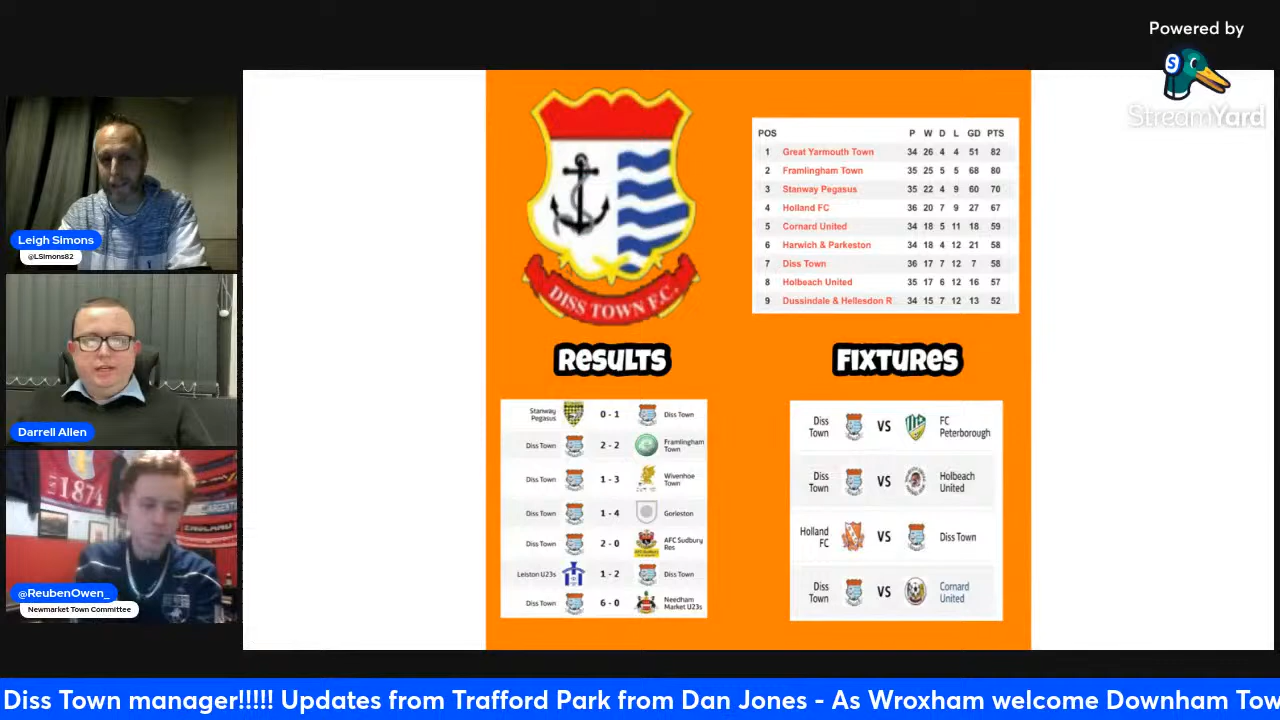 Powered by
S
StreamYard
Leigh Simons
@LSimons82
Darrell Allen
1874
ARGENTI
ENGLAND
@ReubenOwen_
Newmarket Town Committee
DISS TOWN F.C.
POS P W D L GD PTS
1 Great Yarmouth Town 34 26 4 4 51 82
2 Framlingham Town 35 25 5 5 68 80
3 Stanway Pegasus 35 22 4 9 60 70
4 Holland FC 36 20 7 9 27 67
5 Cornard United 34 18 5 11 18 59
6 Harwich & Parkeston 34 18 4 12 21 58
7 Diss Town 36 17 7 12 7 58
8 Holbeach United 35 17 6 12 16 57
9 Dussindale & Hellesdon R 34 15 7 12 13 52
RESULTS
Stanway
Pegasus 0 - 1 Diss Town
Diss Town 2 - 2 Framlingham
Town
Diss Town 1 - 3 Wivenhoe
Town
Diss Town 1 - 4 Gorleston
Diss Town 2 - 0 AFC Sudbury
Res
Leiston U23s 1 - 2 Diss Town
Diss Town 6 - 0 Needham
Market U23s
FIXTURES
Diss
Town VS FC
Peterborough
Diss
Town VS Holbeach
United
Holland
FC VS Diss Town
Diss
Town VS Cornard
United
Diss Town manager!!!!! Updates from Trafford Park from Dan Jones - As Wroxham welcome Downham Tow